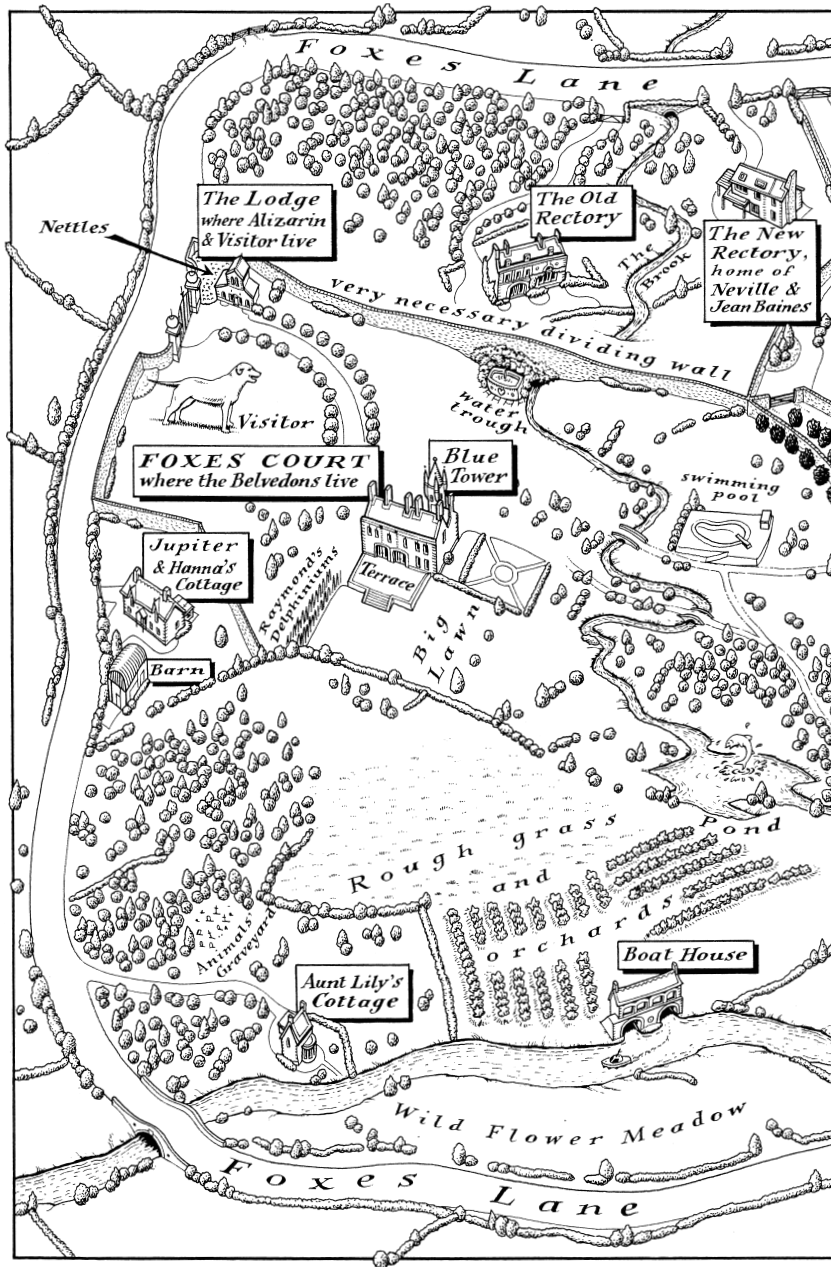 Foxes Lane
The Lodge
where Alizarin
& Visitor live
Nettles
The Old
Rectory
The Brook
The New
Rectory,
home of
Neville &
Jean Baines
very necessary dividing wall
water
trough
Visitor
FOXES COURT
where the Belvedons live
Blue
Tower
swimming
pool
Jupiter
& Hanna's
Cottage
Raymond's
Delphiniums
Terrace
Big
Lawn
Barn
Rough grass
and
orchards
Pond
Animals'
Graveyard
Aunt Lily's
Cottage
Boat House
Wild Flower Meadow
Foxes Lane